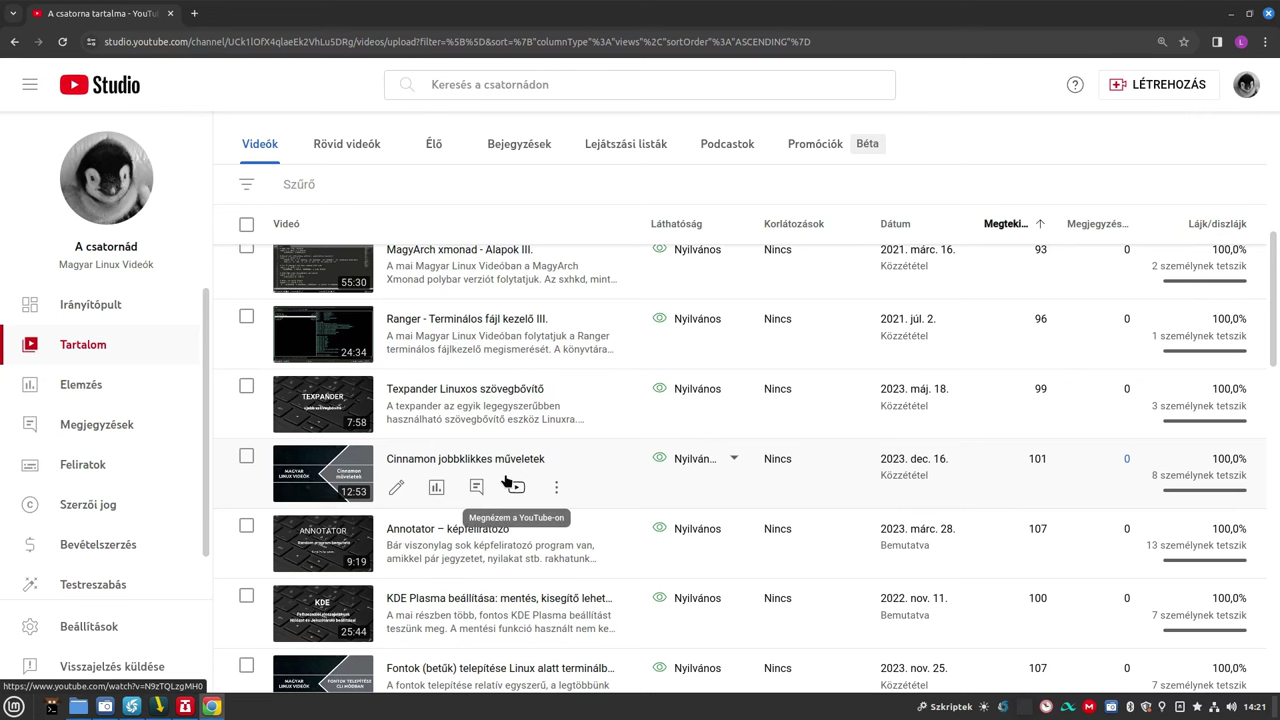 A csatorna tartalma - YouTu
studio.youtube.com/channel/UCk1lOfX4qlaeEk2VhLu5DRg/videos/upload?filter=%5B%5D&sort=%7B"columnType"%3A"views"%2C"sortOrder"%3A"ASCENDING"%7D
L
Studio
Keresés a csatornádon
LÉTREHOZÁS
A csatornád
Magyar Linux Videók
Irányítópult
Tartalom
Elemzés
Megjegyzések
Feliratok
Szerzői jog
Bevételszerzés
Testreszabás
Beállítások
Visszajelzés küldése
Videók Rövid videók Élő Bejegyzések Lejátszási listák Podcastok Promóciók Béta
Szűrő
Videó Láthatóság Korlátozások Dátum Megteki... Megjegyzés... Lájk/diszlájk
MagyArch xmonad - Alapok III. Nyilvános Nincs 2021. márc. 16. 0 100,0%
A mai Magyar Linux Videóban a MagyArch Közzététel személynek tetszik
Xmonad polybar verziót folytatjuk. Az sxhkd, mint...
55:30
Ranger - Terminálos fájl kezelő III. Nyilvános Nincs 2021. júl. 2. 96 0 100,0%
A mai Magyar Linux Videóban folytatjuk a Ranger Közzététel 1 személynek tetszik
terminálos fájlkezelő megismerését. A könyvtára...
24:34
Texpander Linuxos szövegbővítő Nyilvános Nincs 2023. máj. 18. 99 0 100,0%
A texpander az egyik legegyszerűbben Közzététel 3 személynek tetszik
használható szövegbővítő eszköz Linuxra....
TEXPANDER
7:58
Cinnamon jobbklikkes műveletek Nyilván... Nincs 2023. dec. 16. 101 0 100,0%
Közzététel 8 személynek tetszik
MAGYAR LINUX VIDEÓK
Cinnamon műveletek
12:53
Megnézem a YouTube-on
Annotator – képfeliratozó Nyilvános Nincs 2023. márc. 28. 0 100,0%
Bár viszonylag sok képfeliratozó program van, Bemutatva 13 személynek tetszik
amikkel pár jegyzetet, nyilakat stb. rakhatunk...
ANNOTATOR
9:19
KDE Plasma beállítása: mentés, kisegítő lehet... Nyilvános Nincs 2022. nov. 11. 0 100,0%
A mai részben több, fontos KDE Plasma beállítást Bemutatva 7 személynek tetszik
teszünk meg. A mentési funkciót használt nem ke...
KDE
25:44
Fontok (betűk) telepítése Linux alatt terminálb... Nyilvános Nincs 2023. nov. 25. 107 0 100,0%
A fontok telepítése relatív egyszerű, a legtöbbünk Közzététel
MAGYAR LINUX VIDEÓK
FONTOK TELEPÍTÉSE CLI MÓDBAN
Szkriptek
14:21